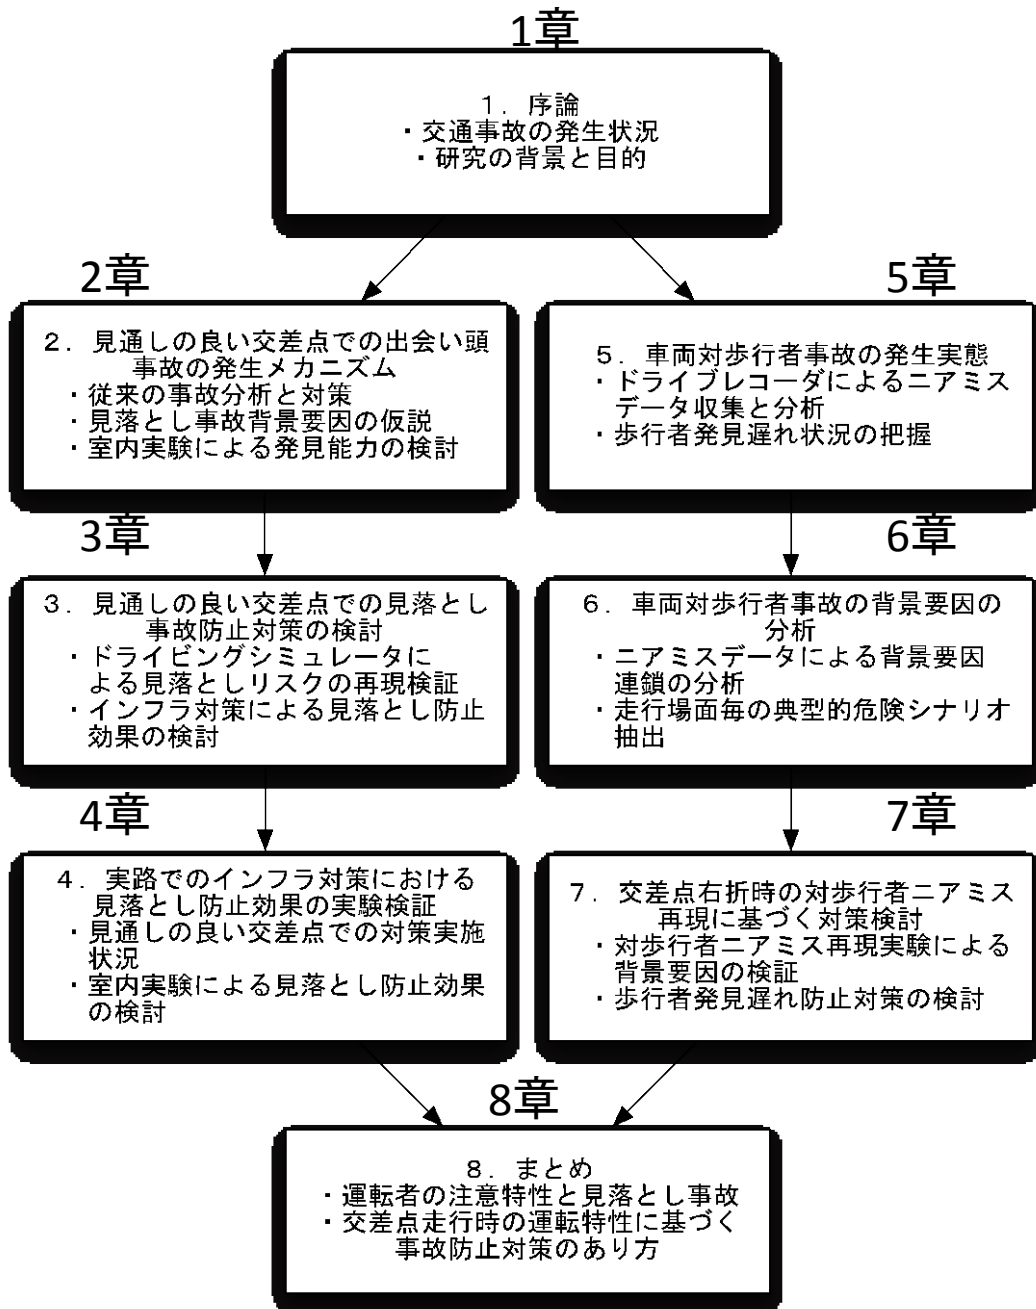 1章
1．序論
・交通事故の発生状況
・研究の背景と目的
2章
2．見通しの良い交差点での出会い頭
事故の発生メカニズム
・従来の事故分析と対策
・見落とし事故背景要因の仮説
・室内実験による発見能力の検討
3章
3．見通しの良い交差点での見落とし
事故防止対策の検討
・ドライビングシミュレータに
よる見落としリスクの再現検証
・インフラ対策による見落とし防止
効果の検討
4章
4．実路でのインフラ対策における
見落とし防止効果の実験検証
・見通しの良い交差点での対策実施
状況
・室内実験による見落とし防止効果
の検討
5章
5．車両対歩行者事故の発生実態
・ドライブレコーダによるニアミス
データ収集と分析
・歩行者発見遅れ状況の把握
6章
6．車両対歩行者事故の背景要因の
分析
・ニアミスデータによる背景要因
連鎖の分析
・走行場面毎の典型的危険シナリオ
抽出
7章
7．交差点右折時の対歩行者ニアミス
再現に基づく対策検討
・対歩行者ニアミス再現実験による
背景要因の検証
・歩行者発見遅れ防止対策の検討
8章
8．まとめ
・運転者の注意特性と見落とし事故
・交差点走行時の運転特性に基づく
事故防止対策のあり方